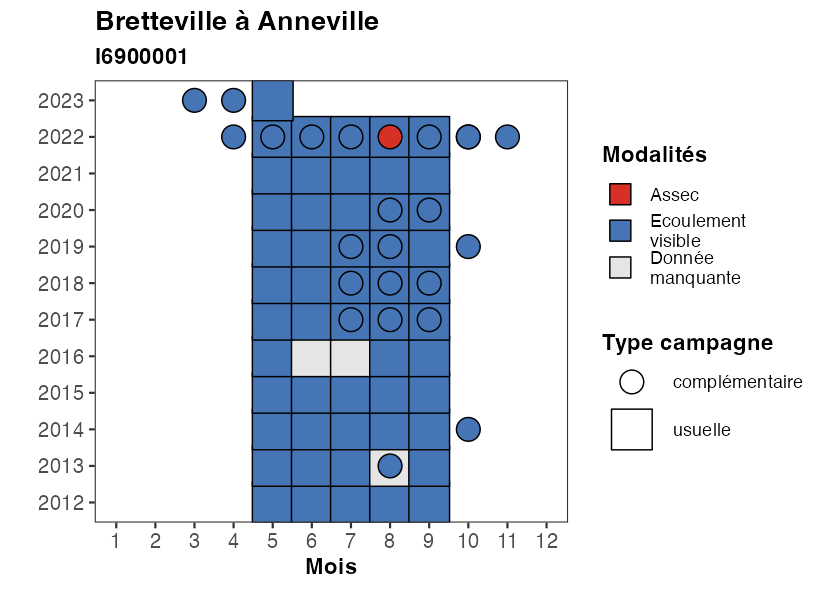 Bretteville à Anneville
I6900001
2023
2022
2021
2020
2019
2018
2017
2016
2015
2014
2013
2012
1 2 3 4 5 6 7 8 9 10 11 12
Mois
Modalités
Assec
Ecoulement
visible
Donnée
manquante
Type campagne
complémentaire
usuelle